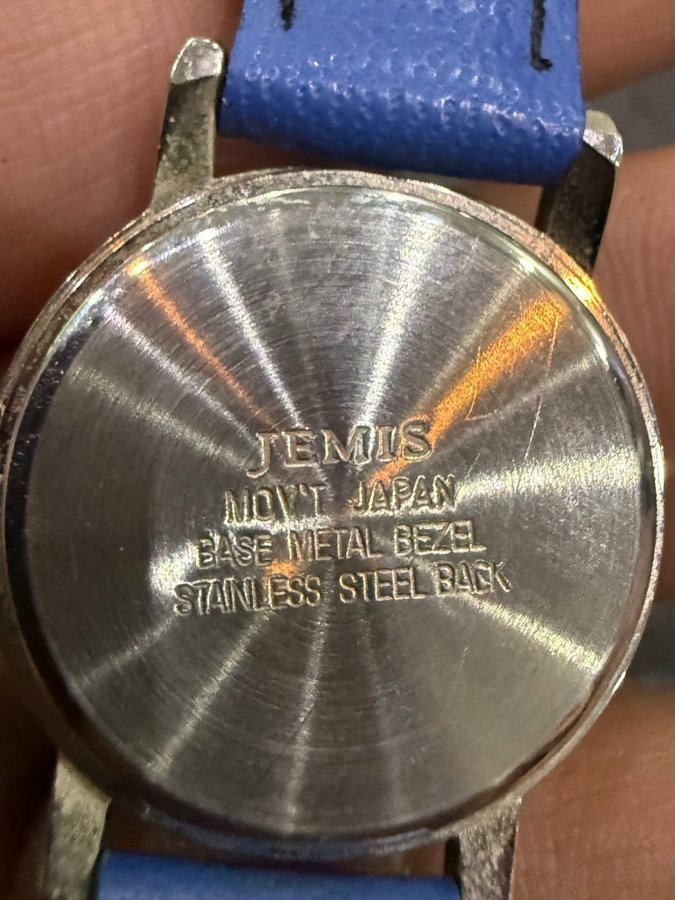 JEMIS
MOV'T JAPAN
BASE METAL BEZEL
STAINLESS STEEL BACK